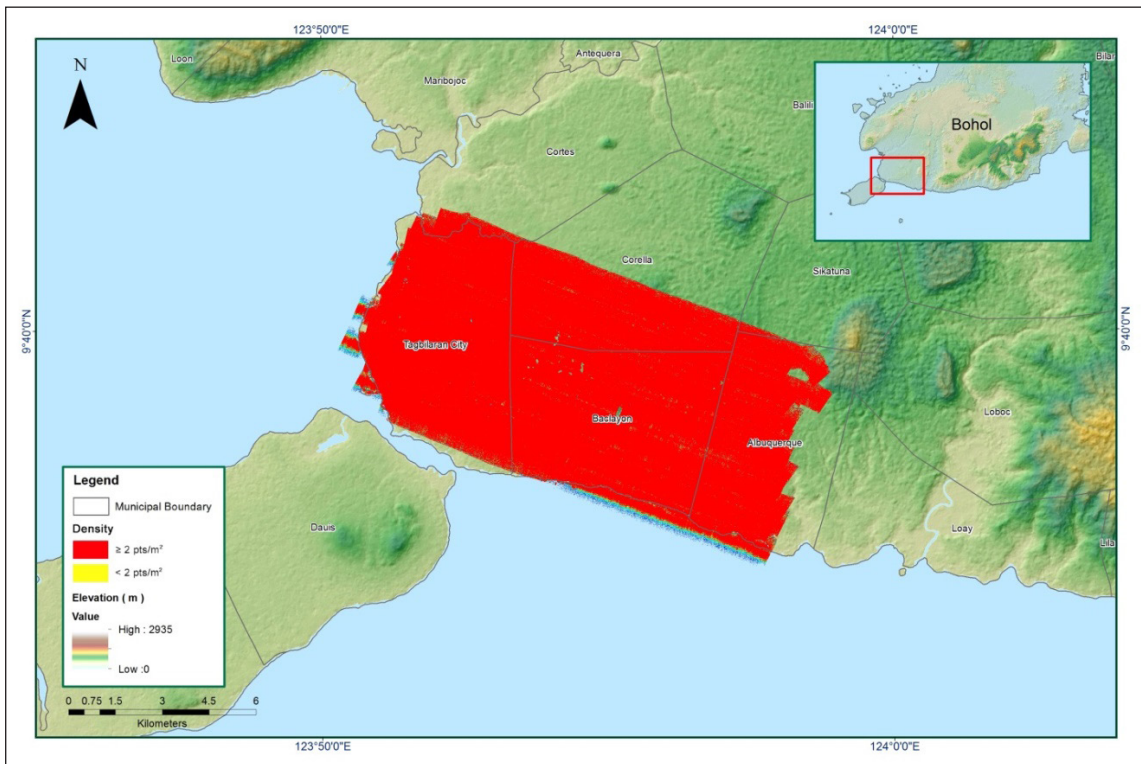 123°50'0"E
124°0'0"E
N
Loon
Antequera
Maribojoc
Bilar
Balili
Bohol
Cortes
Corella
Sikatuna
9°40'0"N
9°40'0"N
Tagbilaran City
Baclayon
Alburquerque
Loboc
Loay
Lila
Dauis
Legend
Municipal Boundary
Density
≥ 2 pts/m²
< 2 pts/m²
Elevation ( m )
Value
High : 2935
Low :0
0 0.75 1.5 3 4.5 6
Kilometers
123°50'0"E
124°0'0"E